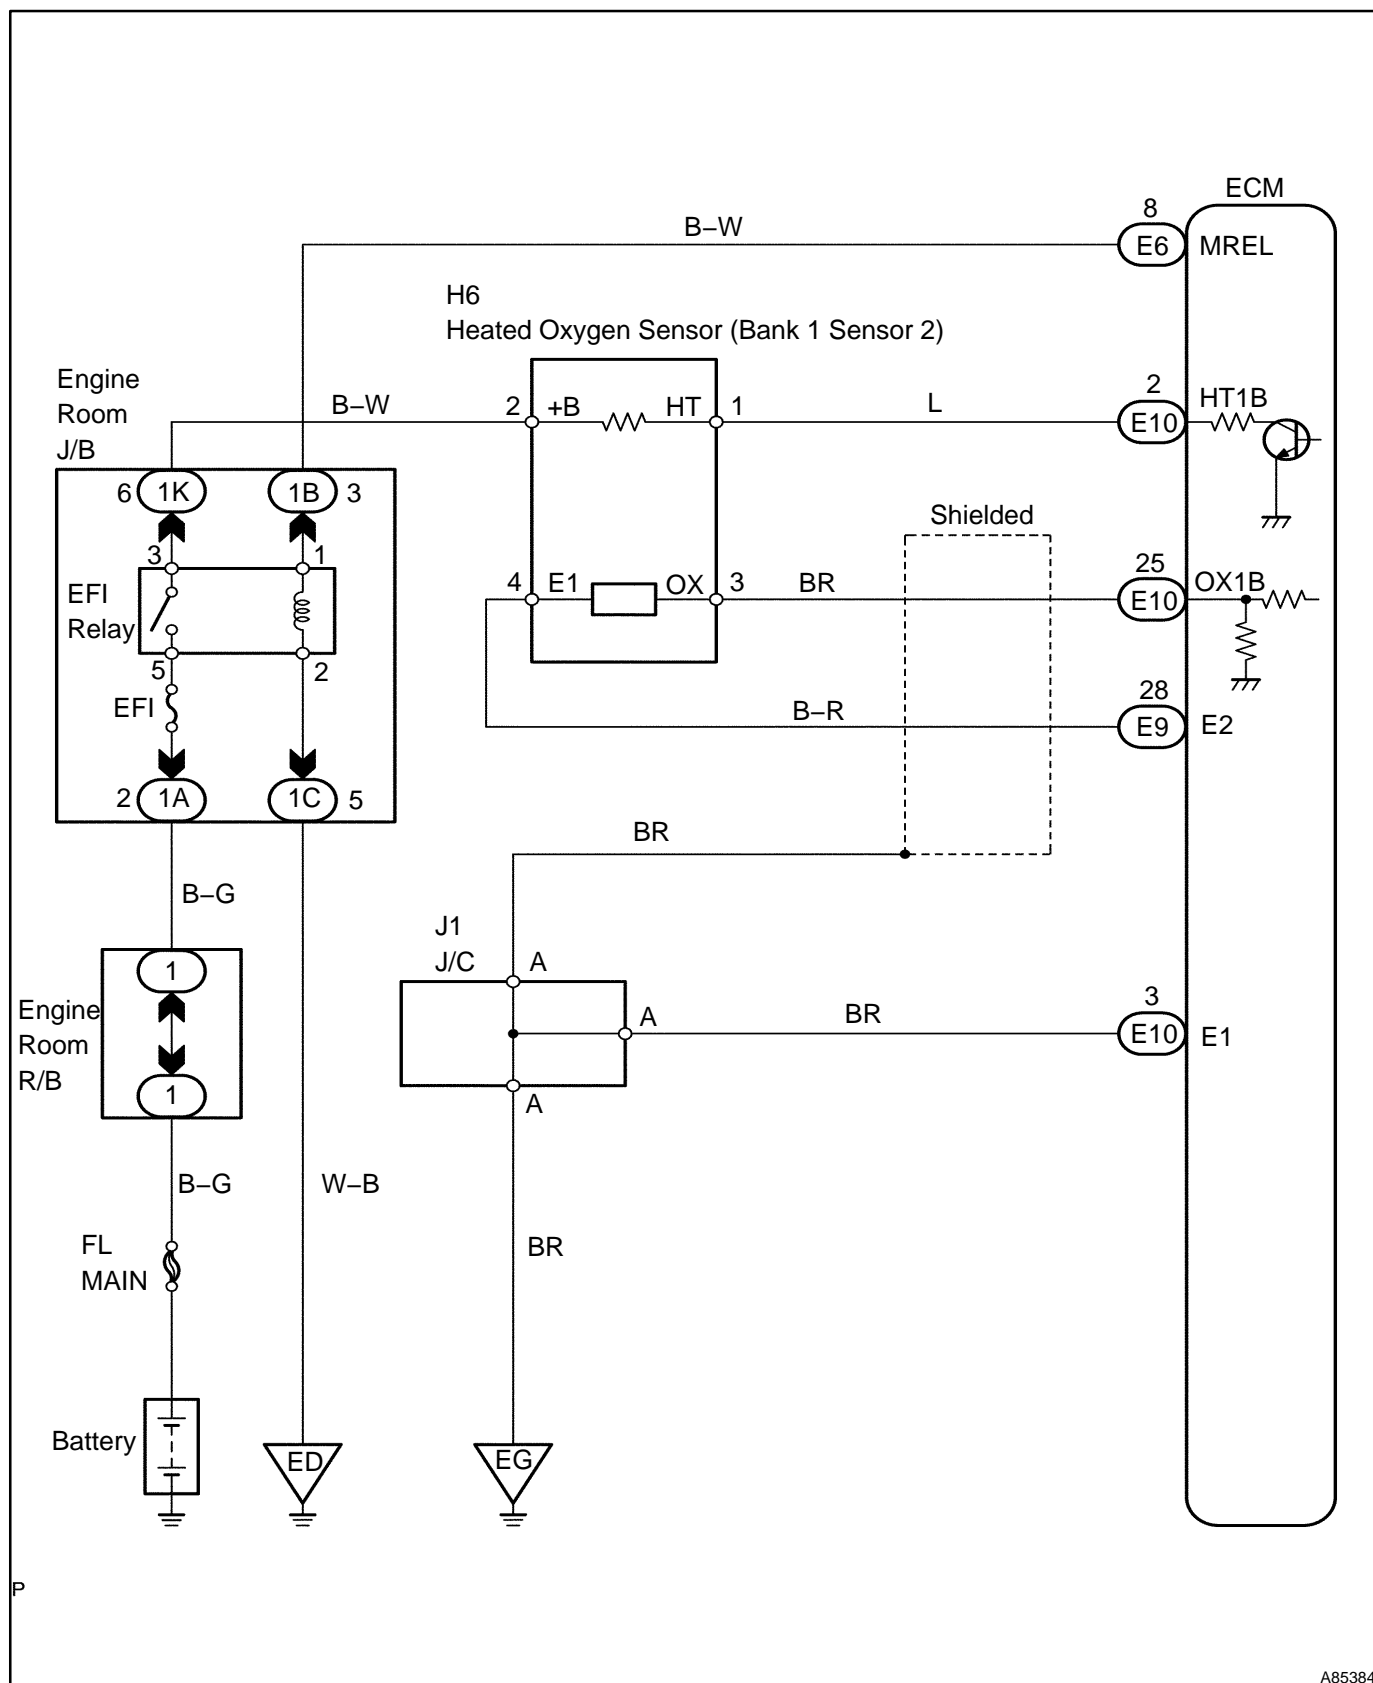 ECM
8
B−W
E6
MREL
H6
Heated Oxygen Sensor (Bank 1 Sensor 2)
Engine
Room
J/B
B−W
2
+B
HT
1
L
2
E10
HT1B
6
1K
1B
3
Shielded
3
1
EFI
Relay
4
E1
OX
3
BR
25
E10
OX1B
5
2
EFI
B−R
28
E9
E2
2
1A
1C
5
BR
B−G
J1
J/C
A
1
Engine
Room
R/B
A
BR
3
E10
E1
1
A
B−G
W−B
FL
MAIN
BR
Battery
ED
EG
P
A85384